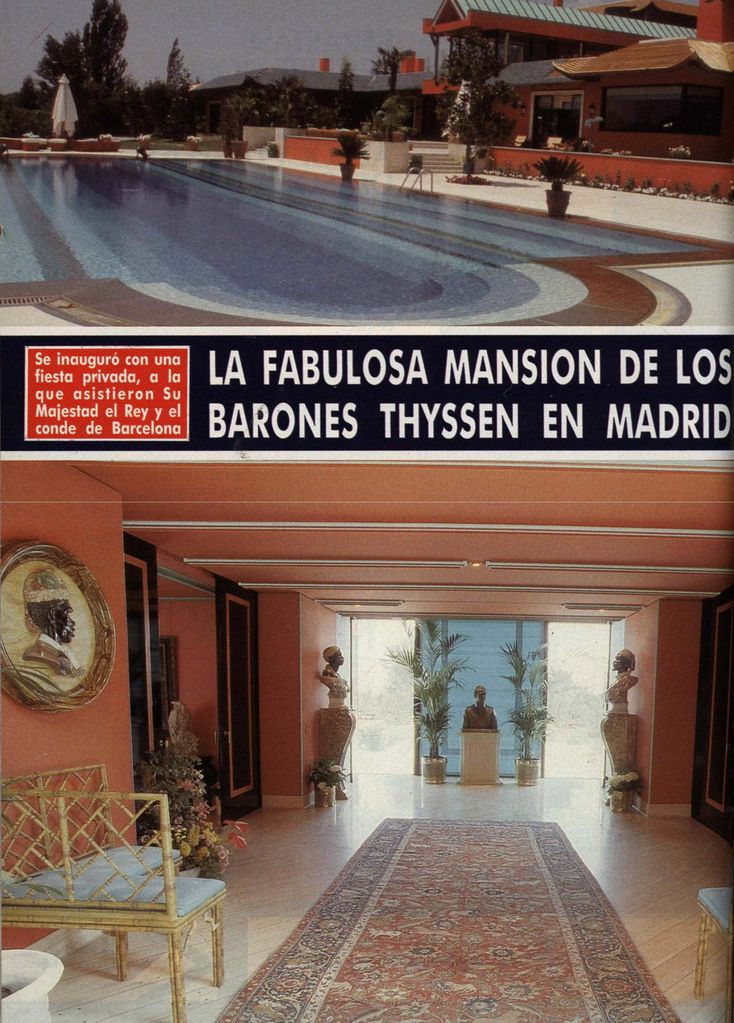 Se inauguró con una
fiesta privada, a la
que asistieron Su
Majestad el Rey y el
conde de Barcelona
LA FABULOSA MANSION DE LOS
BARONES THYSSEN EN MADRID